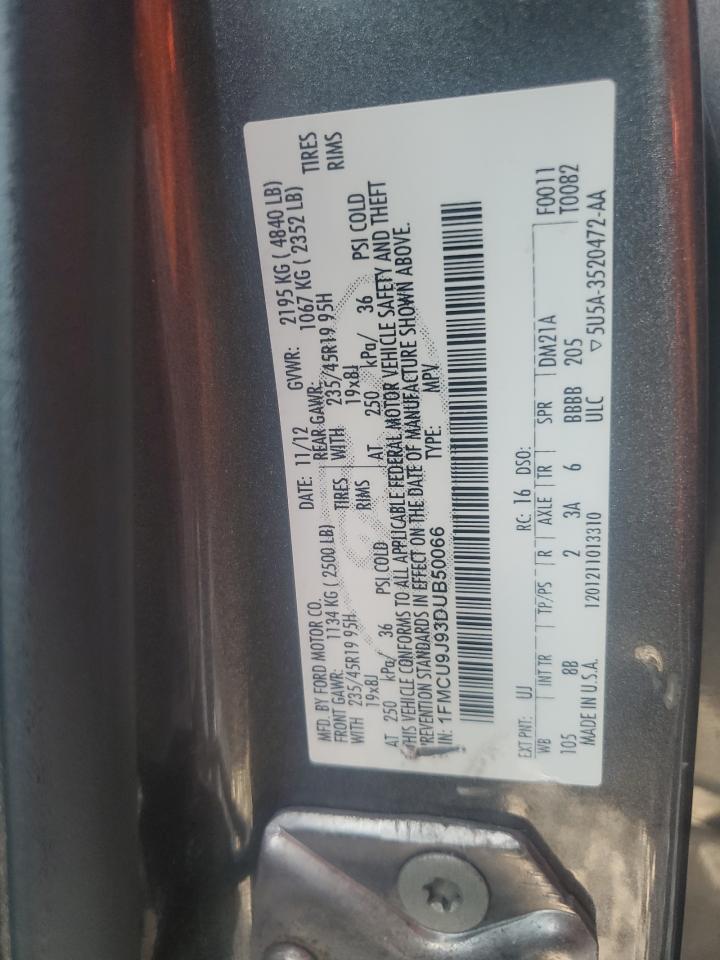 MFD. BY FORD MOTOR CO.
DATE: 11/12 GVWR: 2195 KG ( 4840 LB)
FRONT GAWR: 1134 KG ( 2500 LB) REAR GAWR: 1067 KG ( 2352 LB)
WITH 235/45R19 95H TIRES WITH 235/45R19 95H TIRES
19x8J RIMS 19x8J RIMS
AT 250 kPa/ 36 PSI COLD AT 250 kPa/ 36 PSI COLD
THIS VEHICLE CONFORMS TO ALL APPLICABLE FEDERAL MOTOR VEHICLE SAFETY AND THEFT
PREVENTION STANDARDS IN EFFECT ON THE DATE OF MANUFACTURE SHOWN ABOVE.
IN: 1FMCU9J93DUB50066 TYPE: MPV
EXT PNT: UJ RC: 16 DSO:
WB INT TR TP/PS R AXLE TR SPR DM21A F0011
105 8B 2 3A 6 BBBB 205 T0082
MADE IN U.S.A. 1201211013310 ULC ▽5U5A-3520472-AA